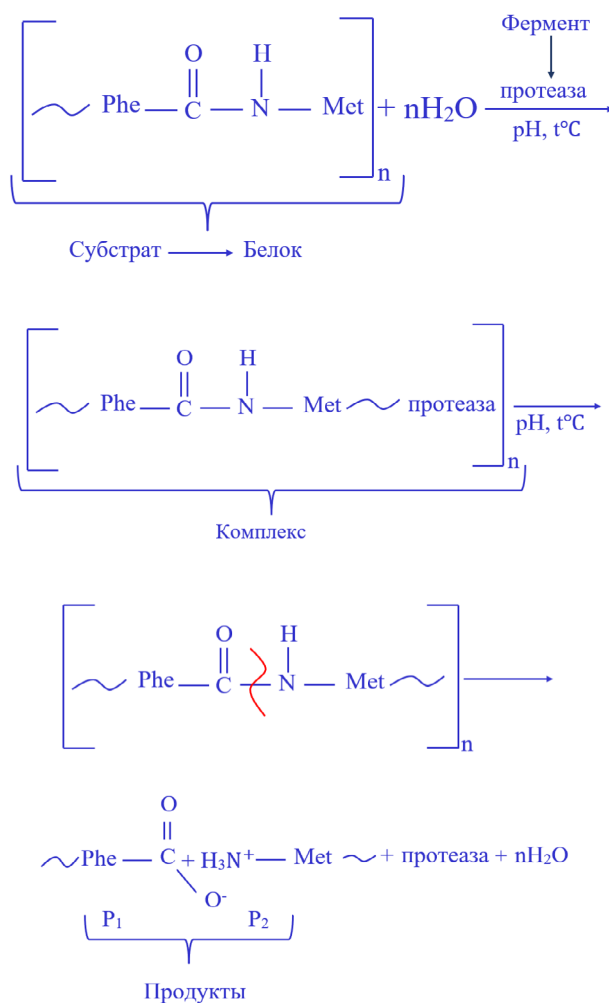 Фермент
O H
Phe C N Met + nH₂O протеаза
pH, t°C
n
Субстрат Белок
O H
Phe C N Met протеаза
pH, t°C
n
Комплекс
O H
Phe C N Met
n
O
Phe C + H₃N⁺ Met + протеаза + nH₂O
O⁻
P₁ P₂
Продукты